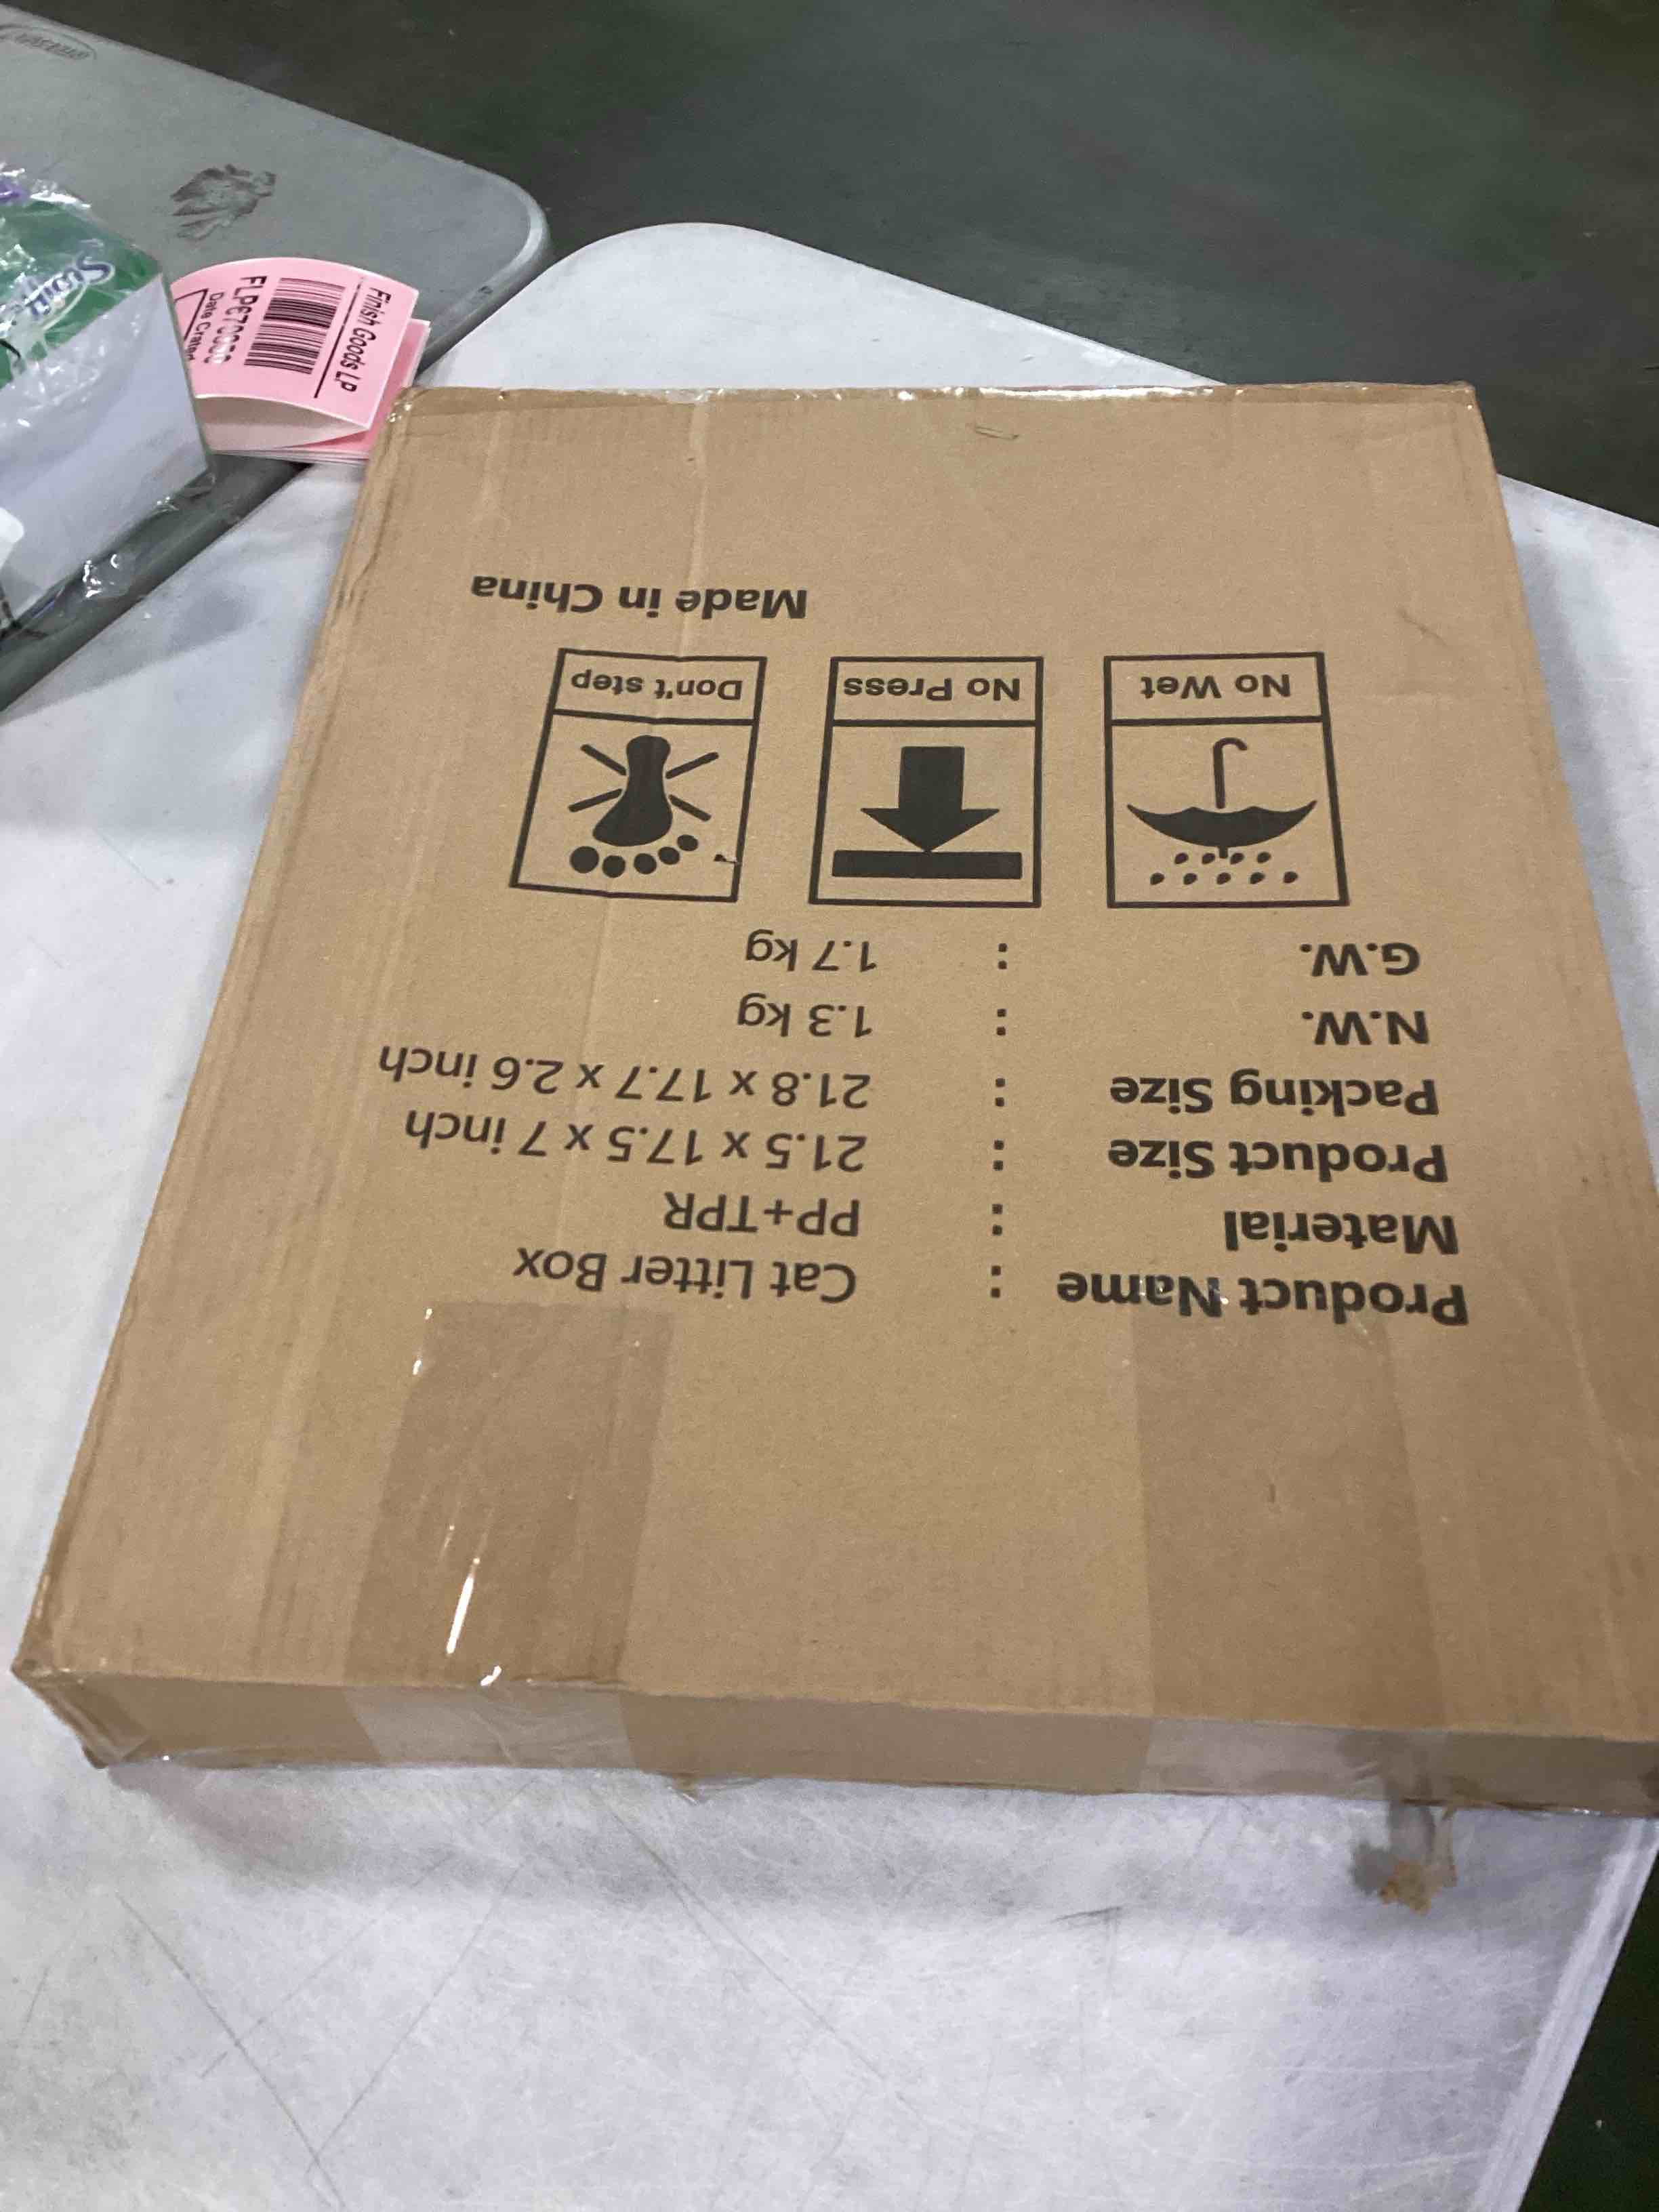 Product Name : Cat Litter Box
Material : PP+TPR
Product Size : 21.5 x 17.5 x 7 inch
Packing Size : 21.8 x 17.7 x 2.6 inch
N.W. : 1.3 kg
G.W. : 1.7 kg
No Wet
No Press
Don't step
Made in China
Finish Goods LP